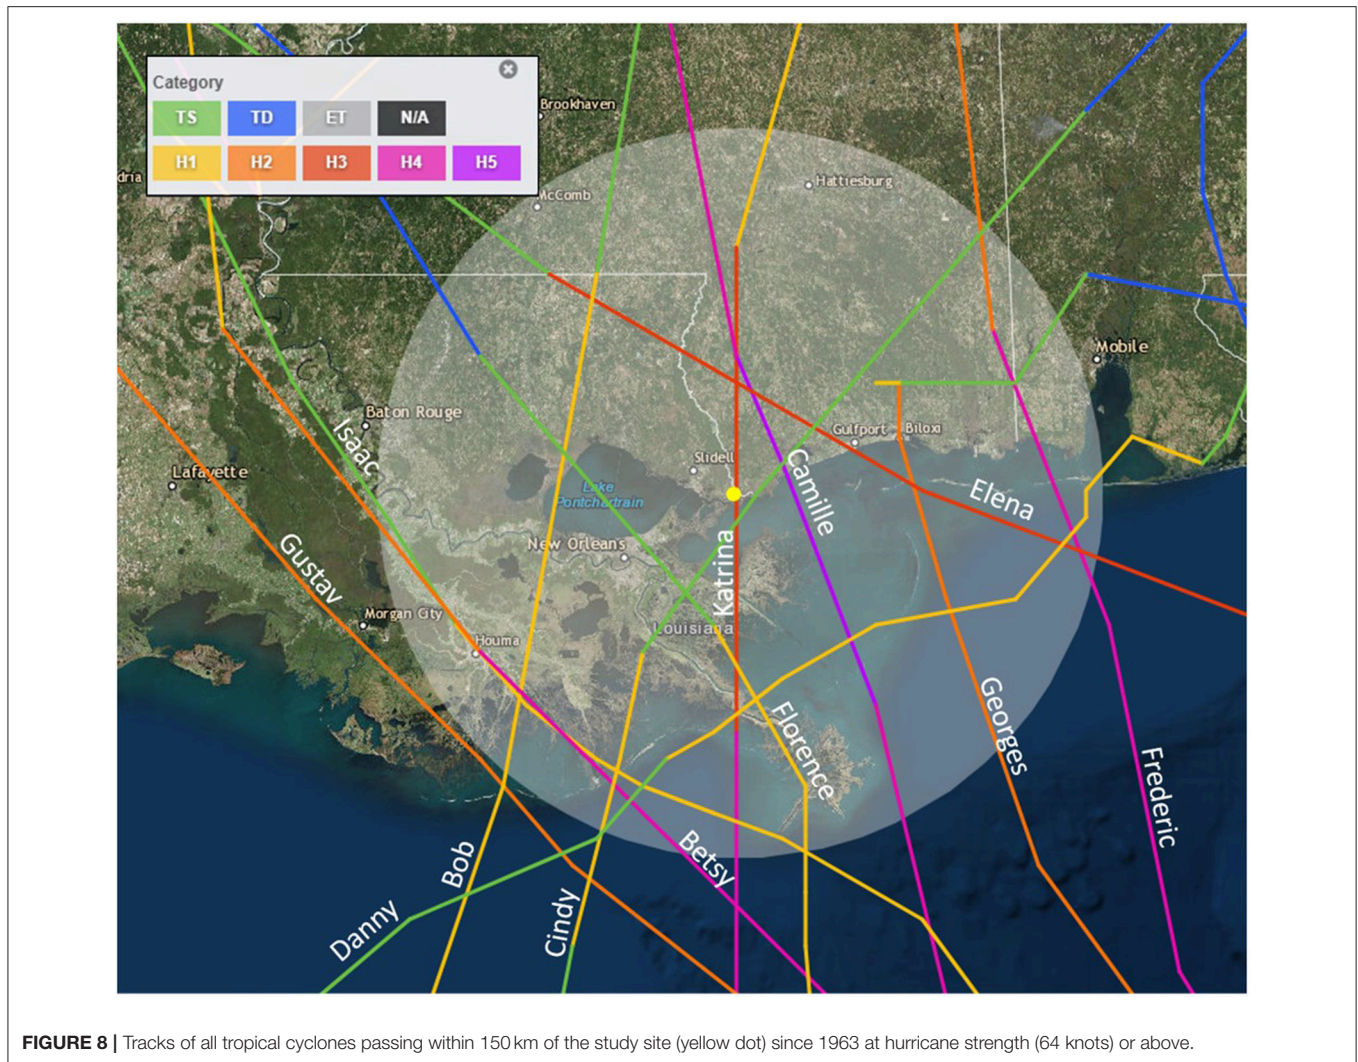 Category
TS TD ET N/A
H1 H2 H3 H4 H5
Brookhaven
dria
McComb
Hattiesburg
Mobile
Baton Rouge
Isaac
Gulfport
Biloxi
Lafayette
Slidell
Camille
Lake
Pontchartrain
Elena
New Orleans
Gustav
Katrina
Morgan City
Louisiana
Houma
Florence
Georges
Frederic
Betsy
Bob
Cindy
Danny
FIGURE 8 | Tracks of all tropical cyclones passing within 150 km of the study site (yellow dot) since 1963 at hurricane strength (64 knots) or above.